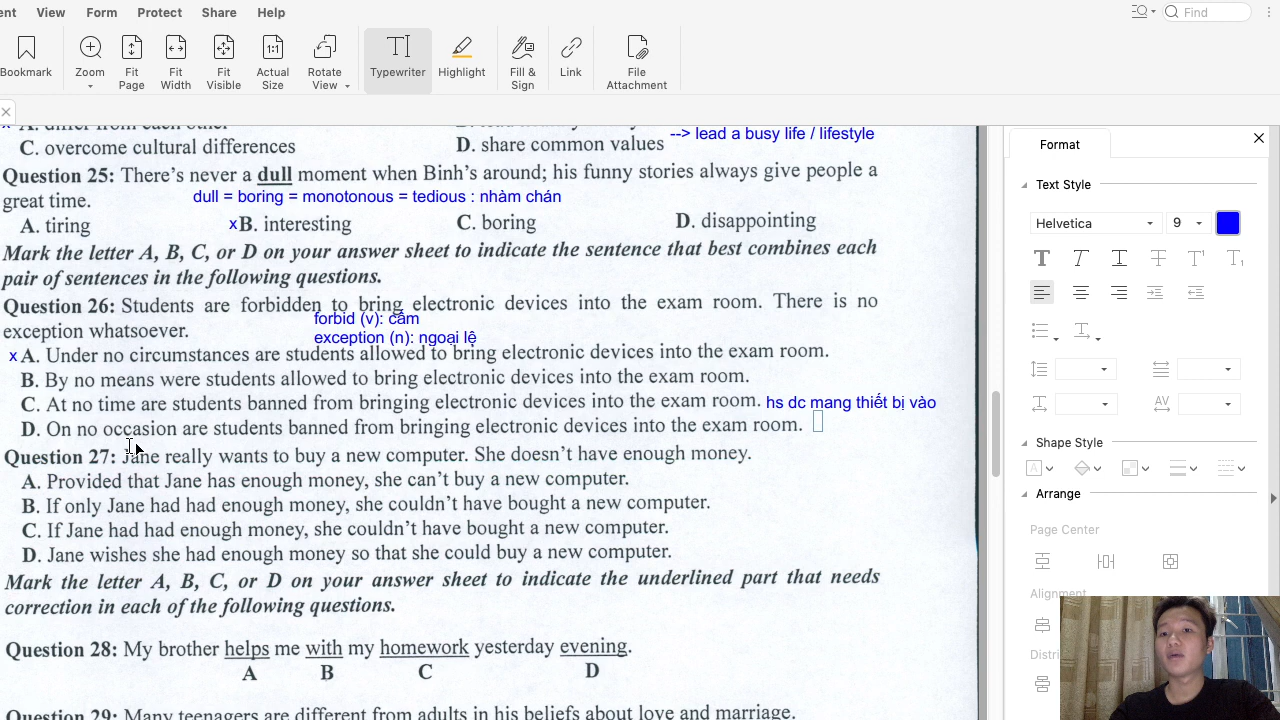 ent View Form Protect Share Help
Find
Bookmark
Zoom
Fit Page
Fit Width
Fit Visible
Actual Size
Rotate View
Typewriter
Highlight
Fill & Sign
Link
File Attachment
x A. differ from each other
--> lead a busy life / lifestyle
C. overcome cultural differences D. share common values
Question 25: There's never a dull moment when Binh's around; his funny stories always give people a
great time.
dull = boring = monotonous = tedious : nhàm chán
A. tiring xB. interesting C. boring D. disappointing
Mark the letter A, B, C, or D on your answer sheet to indicate the sentence that best combines each
pair of sentences in the following questions.
Question 26: Students are forbidden to bring electronic devices into the exam room. There is no
exception whatsoever.
forbid (v): cấm
exception (n): ngoại lệ
x A. Under no circumstances are students allowed to bring electronic devices into the exam room.
B. By no means were students allowed to bring electronic devices into the exam room.
C. At no time are students banned from bringing electronic devices into the exam room. hs dc mang thiết bị vào
D. On no occasion are students banned from bringing electronic devices into the exam room.
Question 27: Jane really wants to buy a new computer. She doesn't have enough money.
A. Provided that Jane has enough money, she can't buy a new computer.
B. If only Jane had had enough money, she couldn't have bought a new computer.
C. If Jane had had enough money, she couldn't have bought a new computer.
D. Jane wishes she had enough money so that she could buy a new computer.
Mark the letter A, B, C, or D on your answer sheet to indicate the underlined part that needs
correction in each of the following questions.
Question 28: My brother helps me with my homework yesterday evening.
A B C D
Question 29: Many teenagers are different from adults in his beliefs about love and marriage.
Format
Text Style
Helvetica 9
T T T T T T
Shape Style
Arrange
Page Center
Alignment
Distri